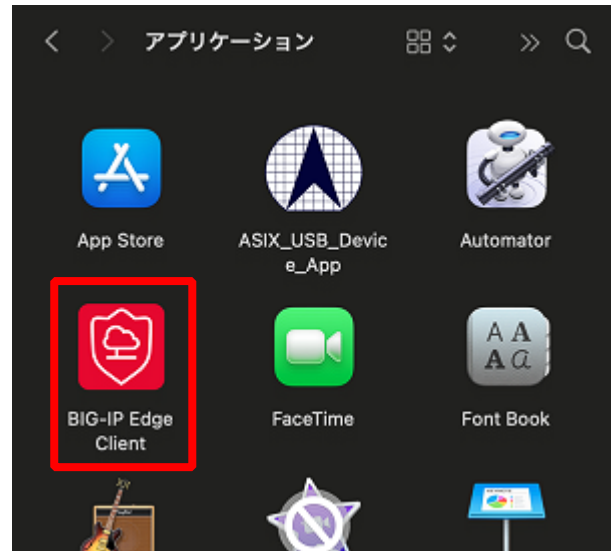 アプリケーション
App Store
ASIX_USB_Devic
e_App
Automator
BIG-IP Edge
Client
FaceTime
Font Book
A A
A a